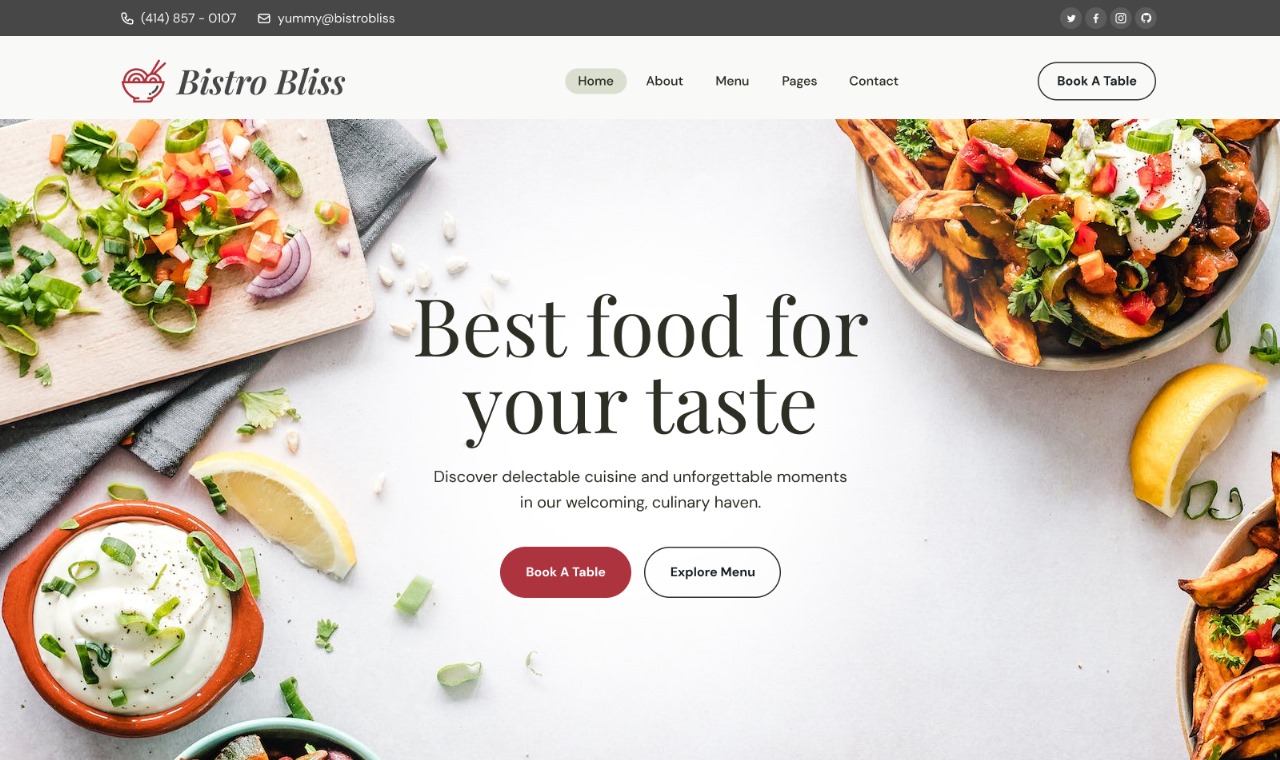 (414) 857 - 0107
yummy@bistrobliss
Bistro Bliss
Home
About
Menu
Pages
Contact
Book A Table
Best food for
your taste
Discover delectable cuisine and unforgettable moments
in our welcoming, culinary haven.
Book A Table
Explore Menu